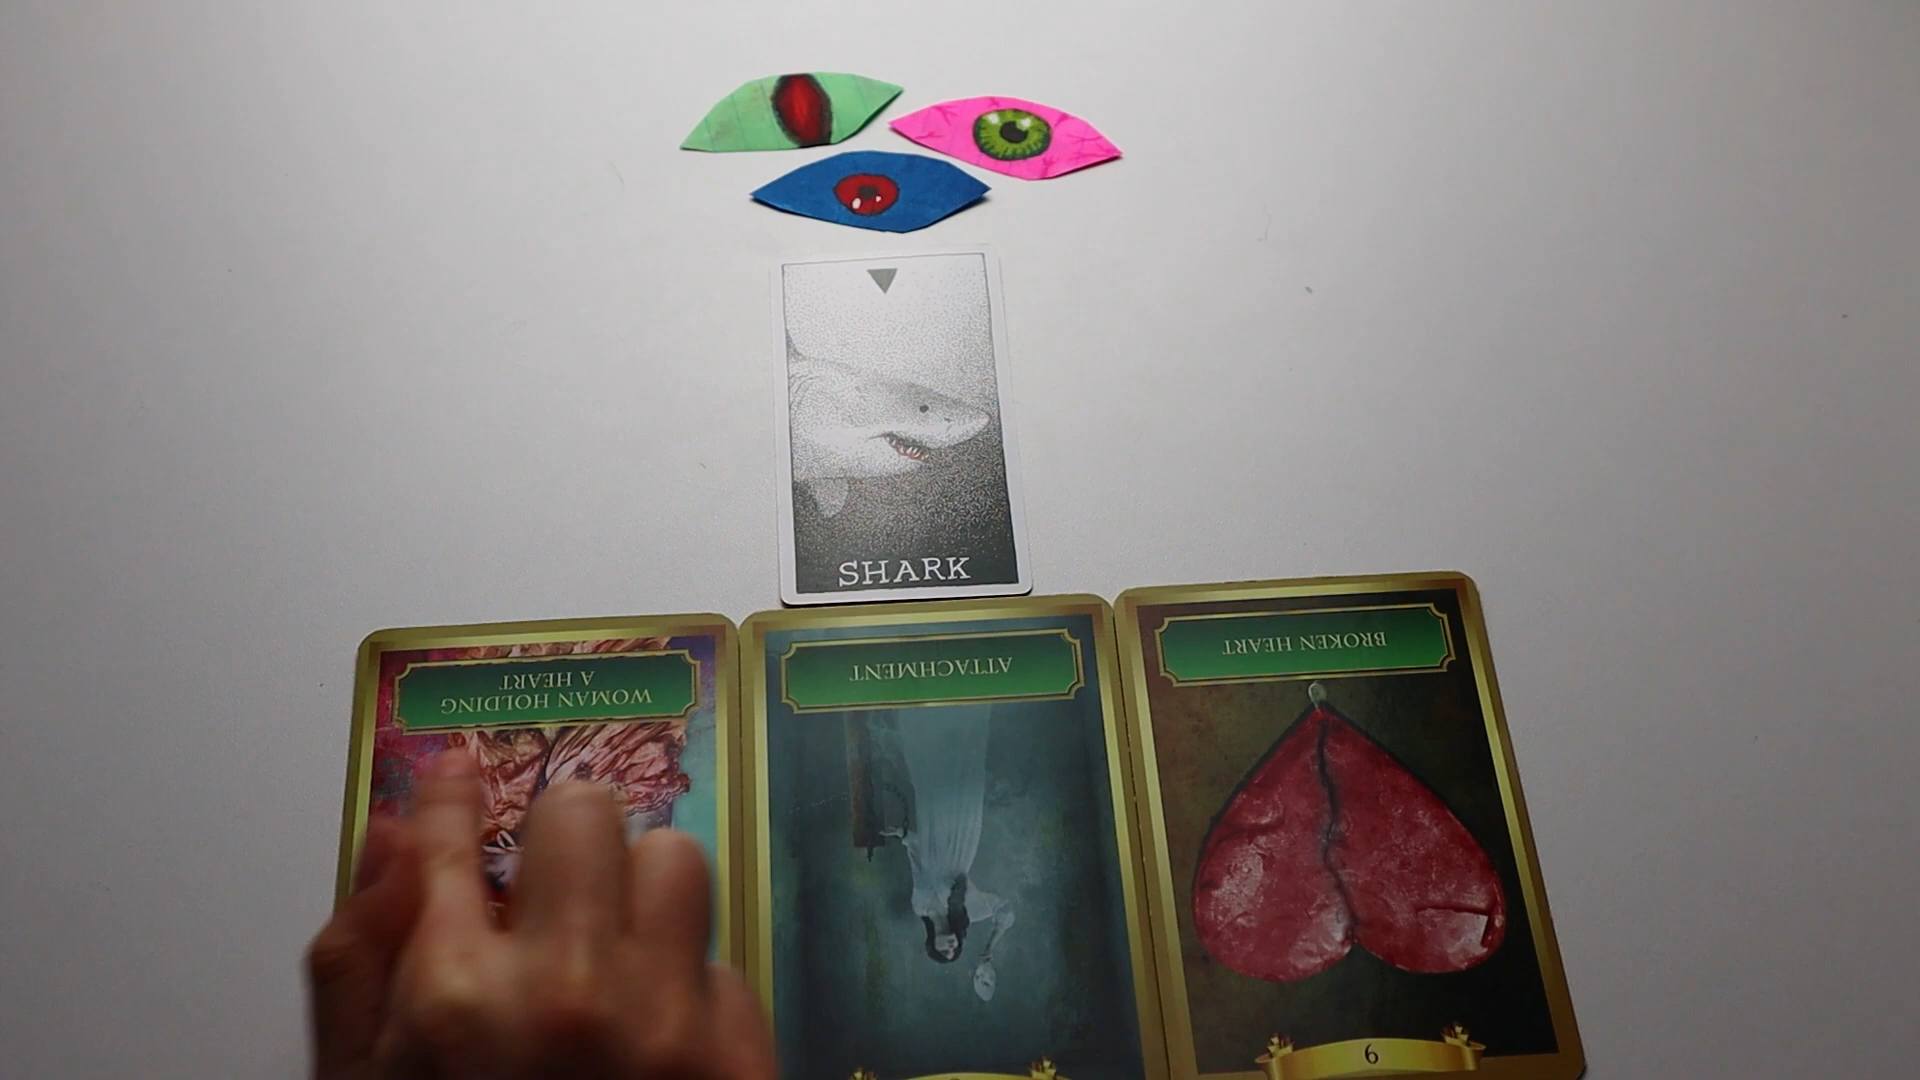 SHARK
WOMAN HOLDING
A HEART
ATTACHMENT
BROKEN HEART
6